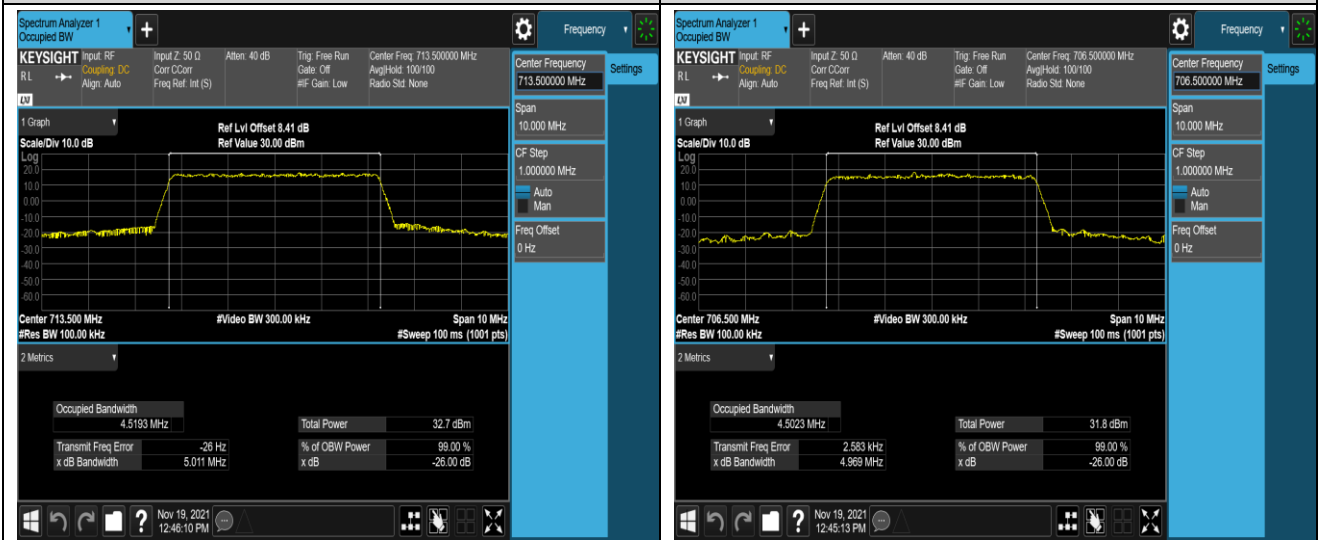 Spectrum Analyzer 1
Occupied BW
+
Frequency
KEYSIGHT Input: RF Input Z: 50 Ω Atten: 40 dB Trig: Free Run Center Freq: 713.500000 MHz
RL Coupling: DC Corr CCorr Gate: Off Avg|Hold: 100/100
Align: Auto Freq Ref: Int (S) #IF Gain: Low Radio Std: None
LXI
Center Frequency
713.500000 MHz
Settings
Span
10.000 MHz
CF Step
1.000000 MHz
Auto
Man
Freq Offset
0 Hz
1 Graph
Ref Lvl Offset 8.41 dB
Scale/Div 10.0 dB Ref Value 30.00 dBm
Log
20.0
10.0
0.00
-10.0
-20.0
-30.0
-40.0
-50.0
-60.0
Center 713.500 MHz #Video BW 300.00 kHz Span 10 MHz
#Res BW 100.00 kHz #Sweep 100 ms (1001 pts)
2 Metrics
Occupied Bandwidth
4.5193 MHz Total Power 32.7 dBm
Transmit Freq Error -26 Hz % of OBW Power 99.00 %
x dB Bandwidth 5.011 MHz x dB -26.00 dB
? Nov 19, 2021
12:46:10 PM
Spectrum Analyzer 1
Occupied BW
+
Frequency
KEYSIGHT Input: RF Input Z: 50 Ω Atten: 40 dB Trig: Free Run Center Freq: 706.500000 MHz
RL Coupling: DC Corr CCorr Gate: Off Avg|Hold: 100/100
Align: Auto Freq Ref: Int (S) #IF Gain: Low Radio Std: None
LXI
Center Frequency
706.500000 MHz
Settings
Span
10.000 MHz
CF Step
1.000000 MHz
Auto
Man
Freq Offset
0 Hz
1 Graph
Ref Lvl Offset 8.41 dB
Scale/Div 10.0 dB Ref Value 30.00 dBm
Log
20.0
10.0
0.00
-10.0
-20.0
-30.0
-40.0
-50.0
-60.0
Center 706.500 MHz #Video BW 300.00 kHz Span 10 MHz
#Res BW 100.00 kHz #Sweep 100 ms (1001 pts)
2 Metrics
Occupied Bandwidth
4.5023 MHz Total Power 31.8 dBm
Transmit Freq Error 2.583 kHz % of OBW Power 99.00 %
x dB Bandwidth 4.969 MHz x dB -26.00 dB
? Nov 19, 2021
12:45:13 PM